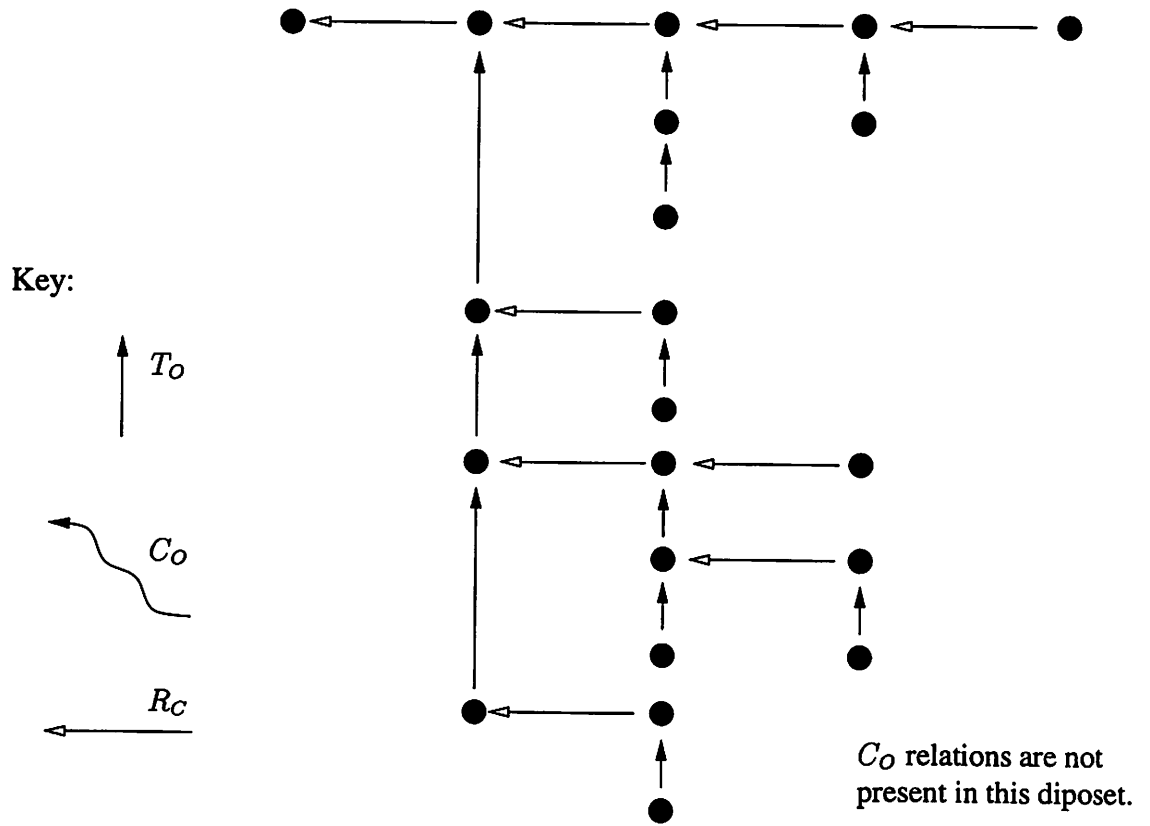 Key:
T_O
C_O
R_C
C_O relations are not
present in this diposet.